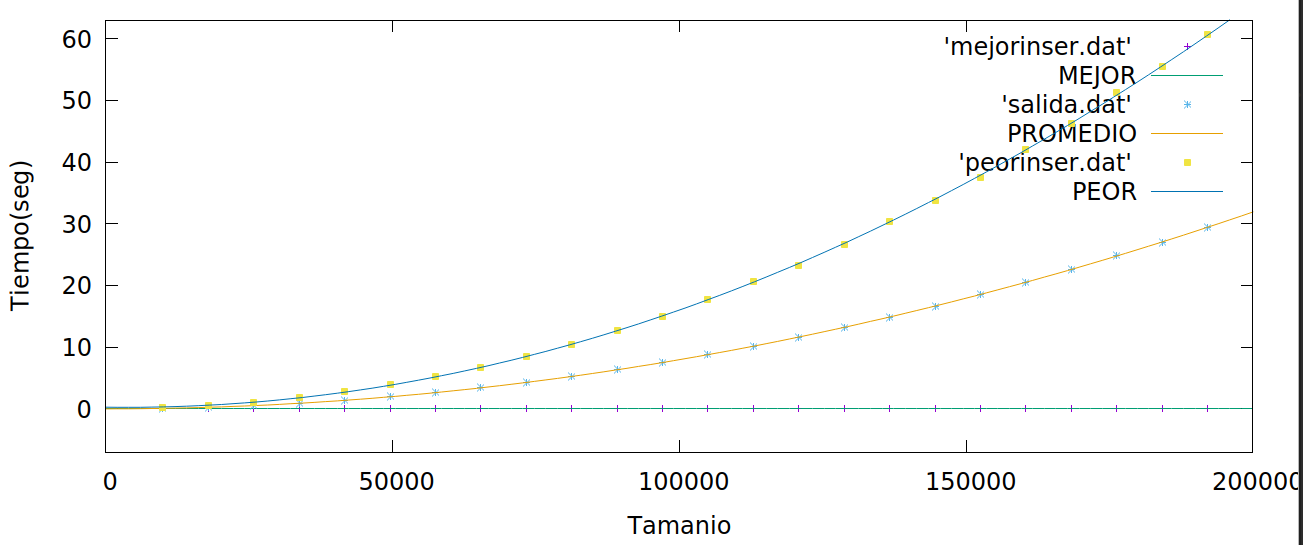 60
50
40
30
20
10
0
Tiempo(seg)
'mejorinser.dat'
MEJOR
'salida.dat'
PROMEDIO
'peorinser.dat'
PEOR
0 50000 100000 150000 200000
Tamanio